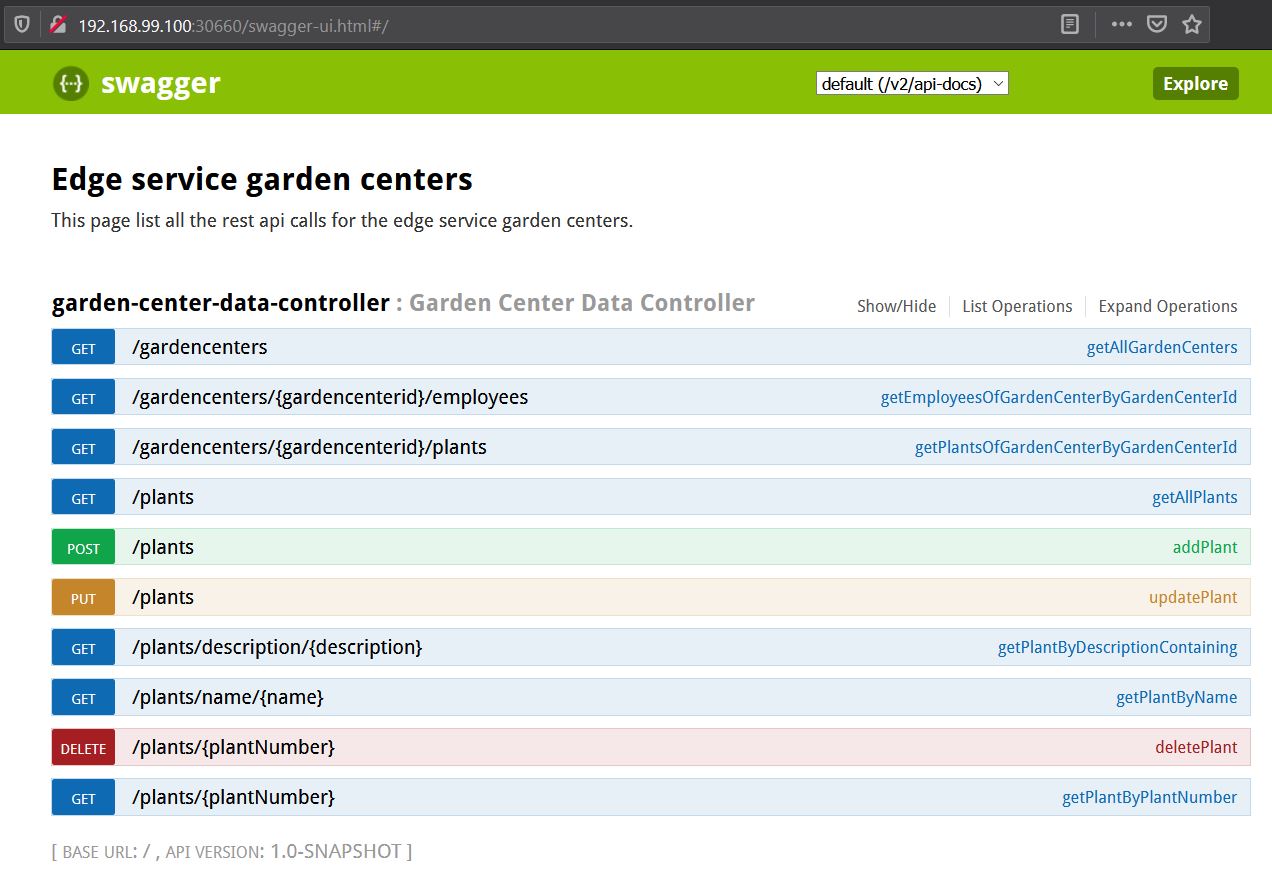 192.168.99.100:30660/swagger-ui.html#/
{···} swagger default (/v2/api-docs) Explore
Edge service garden centers
This page list all the rest api calls for the edge service garden centers.
garden-center-data-controller : Garden Center Data Controller Show/Hide List Operations Expand Operations
GET /gardencenters getAllGardenCenters
GET /gardencenters/{gardencenterid}/employees getEmployeesOfGardenCenterByGardenCenterId
GET /gardencenters/{gardencenterid}/plants getPlantsOfGardenCenterByGardenCenterId
GET /plants getAllPlants
POST /plants addPlant
PUT /plants updatePlant
GET /plants/description/{description} getPlantByDescriptionContaining
GET /plants/name/{name} getPlantByName
DELETE /plants/{plantNumber} deletePlant
GET /plants/{plantNumber} getPlantByPlantNumber
[ BASE URL: / , API VERSION: 1.0-SNAPSHOT ]